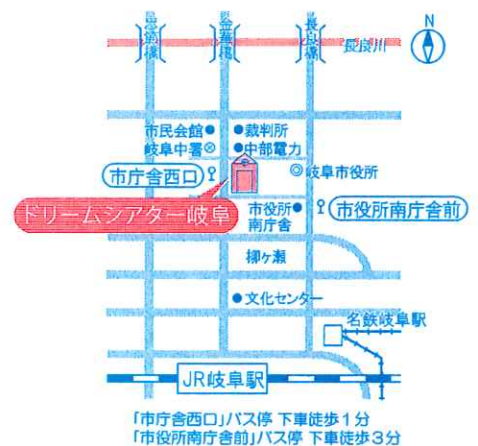 N
忠節橋
金華橋
長良橋
長良川
市民会館
裁判所
岐阜中署
中部電力
市庁舎西口
岐阜市役所
ドリームシアター岐阜
市役所
南庁舎
市役所南庁舎前
柳ヶ瀬
文化センター
名鉄岐阜駅
JR岐阜駅
「市庁舎西口」バス停 下車徒歩1分
「市役所南庁舎前」バス停 下車徒歩3分